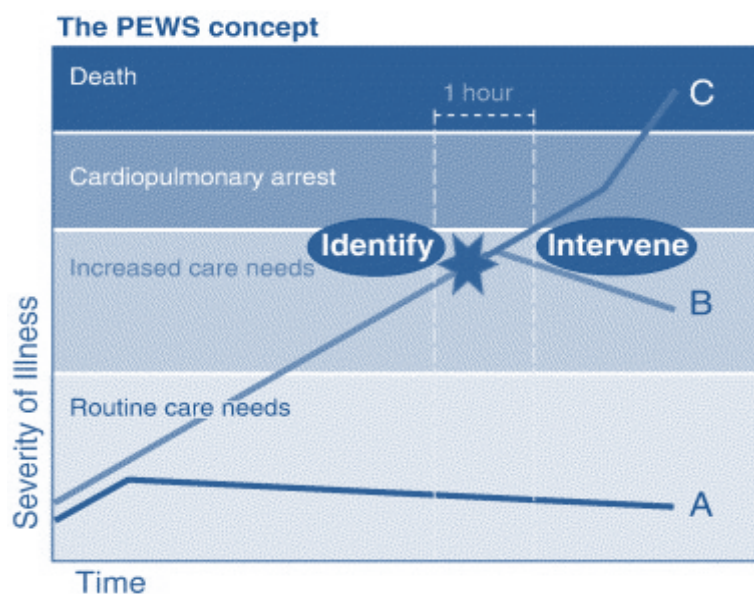 The PEWS concept
Death
1 hour
C
Cardiopulmonary arrest
Identify
Intervene
Increased care needs
B
Routine care needs
A
Severity of Illness
Time